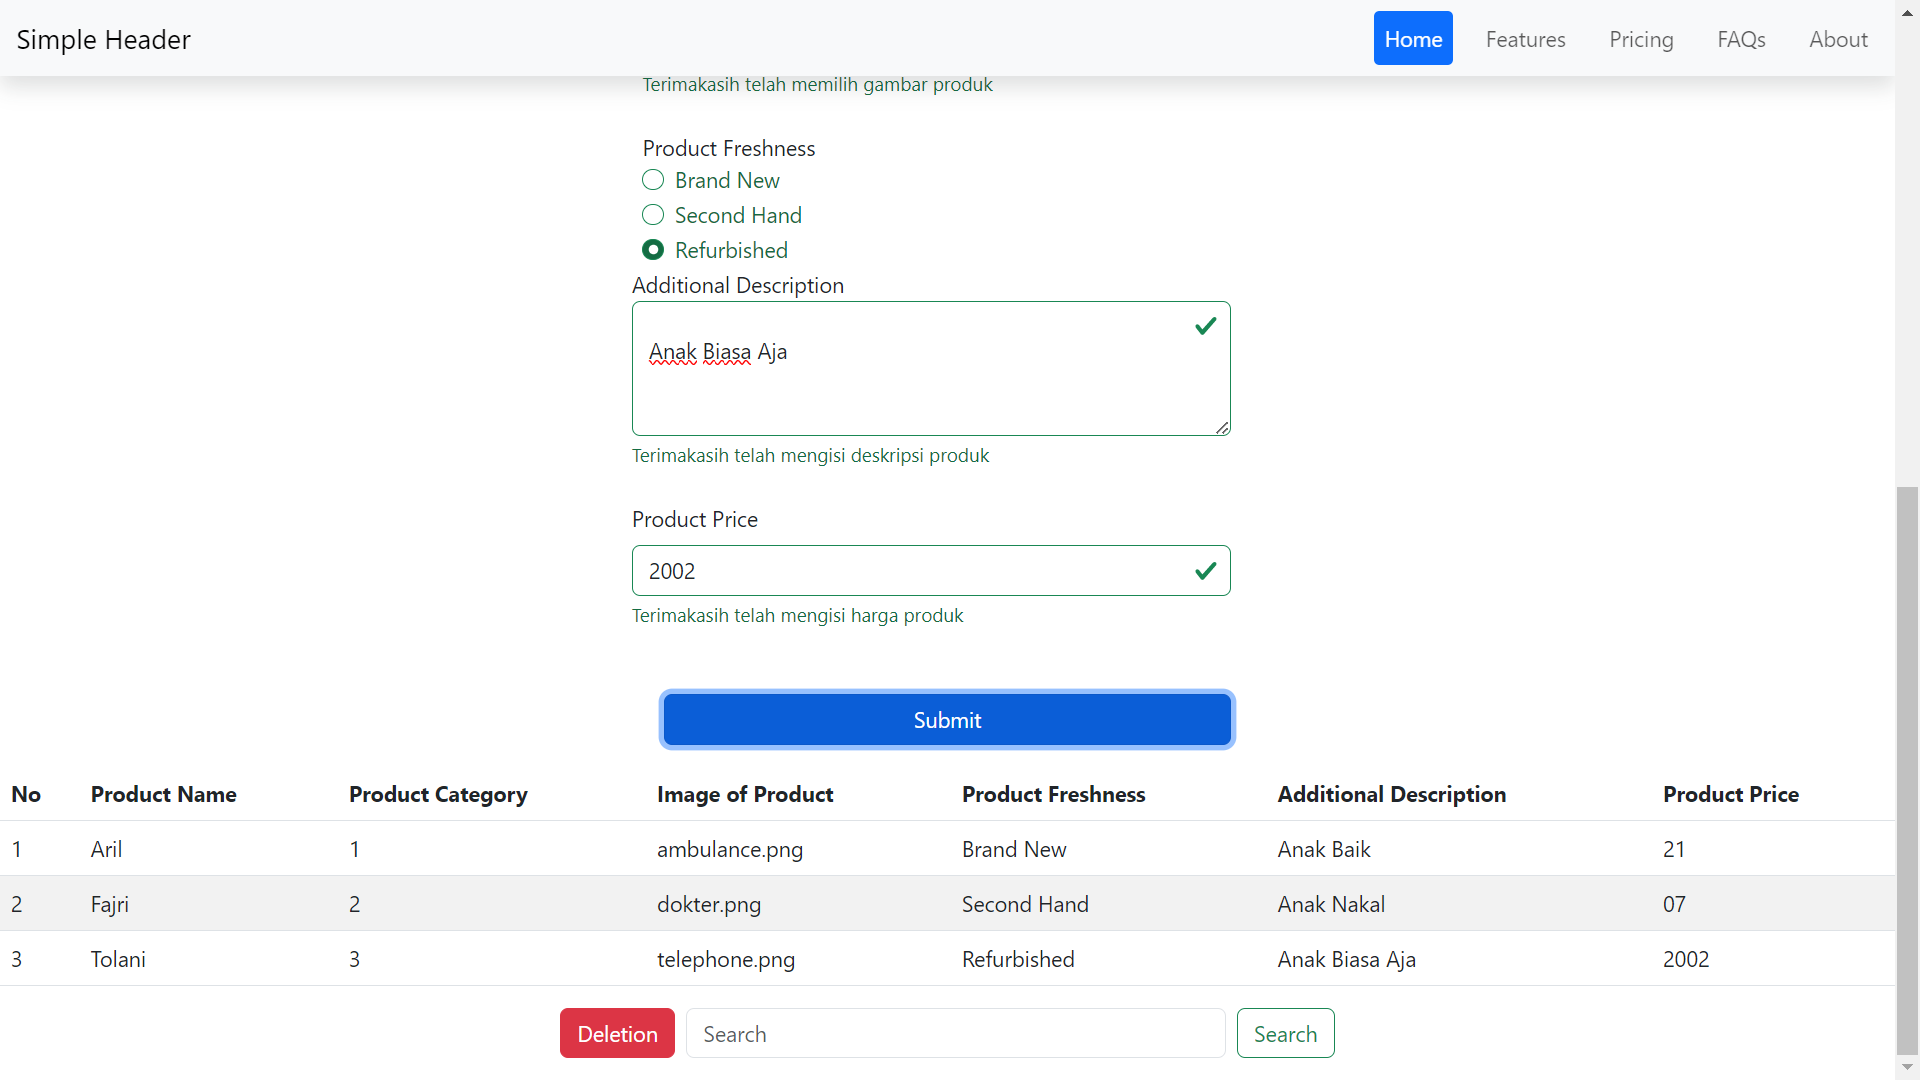 Simple Header Home Features Pricing FAQs About
Terimakasih telah memilih gambar produk
Product Freshness
Brand New
Second Hand
Refurbished
Additional Description
Anak Biasa Aja
Terimakasih telah mengisi deskripsi produk
Product Price
2002
Terimakasih telah mengisi harga produk
Submit
No Product Name Product Category Image of Product Product Freshness Additional Description Product Price
1 Aril 1 ambulance.png Brand New Anak Baik 21
2 Fajri 2 dokter.png Second Hand Anak Nakal 07
3 Tolani 3 telephone.png Refurbished Anak Biasa Aja 2002
Deletion Search Search